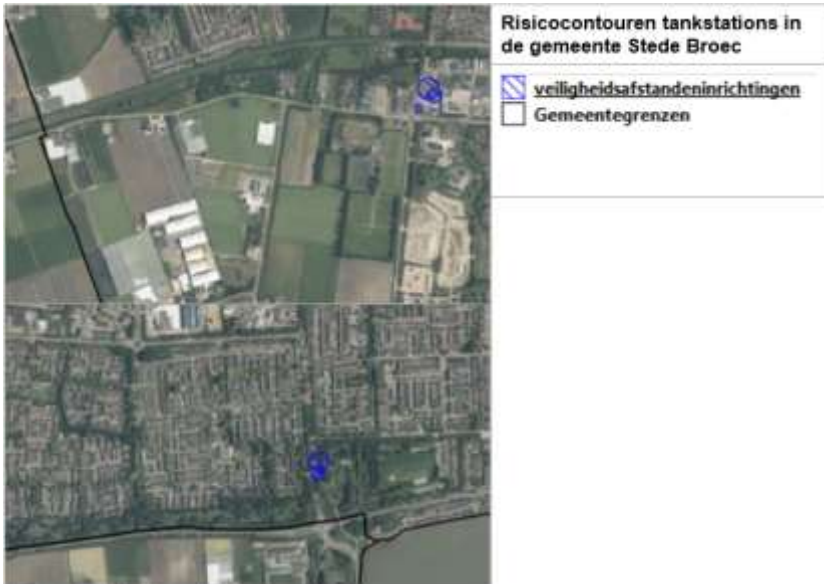 Risicocontouren tankstations in
de gemeente Stede Broec
veiligheidsafstandeninrichtingen
Gemeentegrenzen